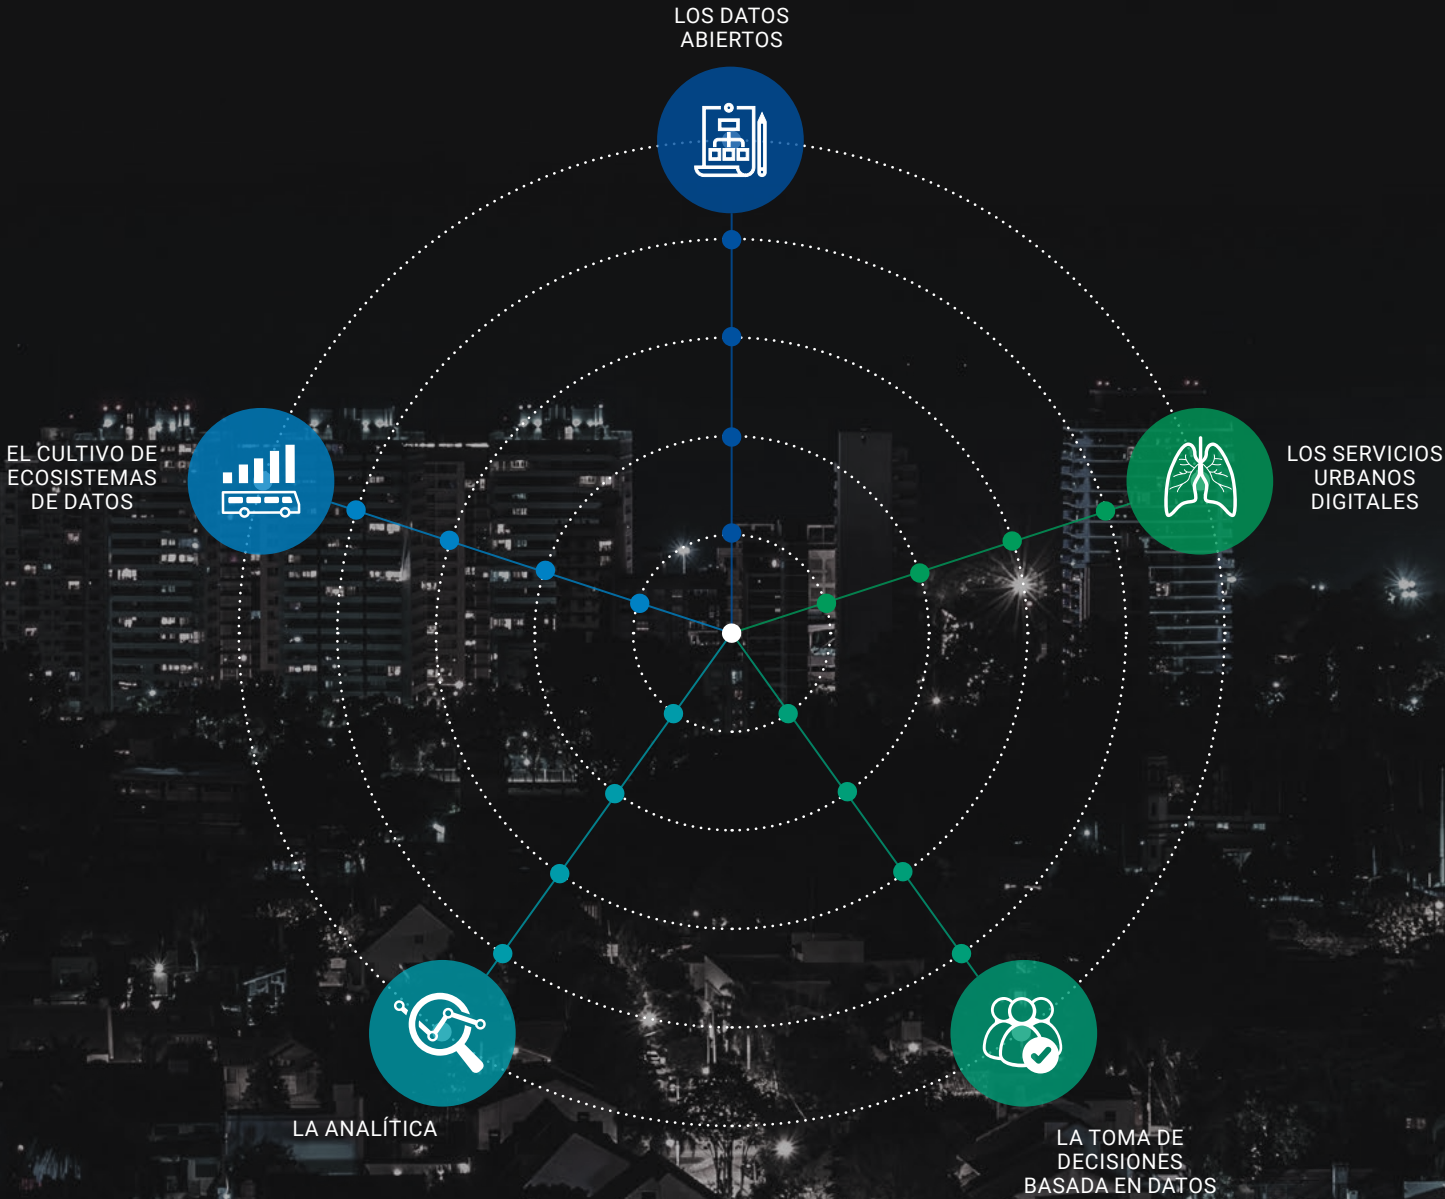 LOS DATOS
ABIERTOS
EL CULTIVO DE
ECOSISTEMAS
DE DATOS
LOS SERVICIOS
URBANOS
DIGITALES
LA ANALÍTICA
LA TOMA DE
DECISIONES
BASADA EN DATOS